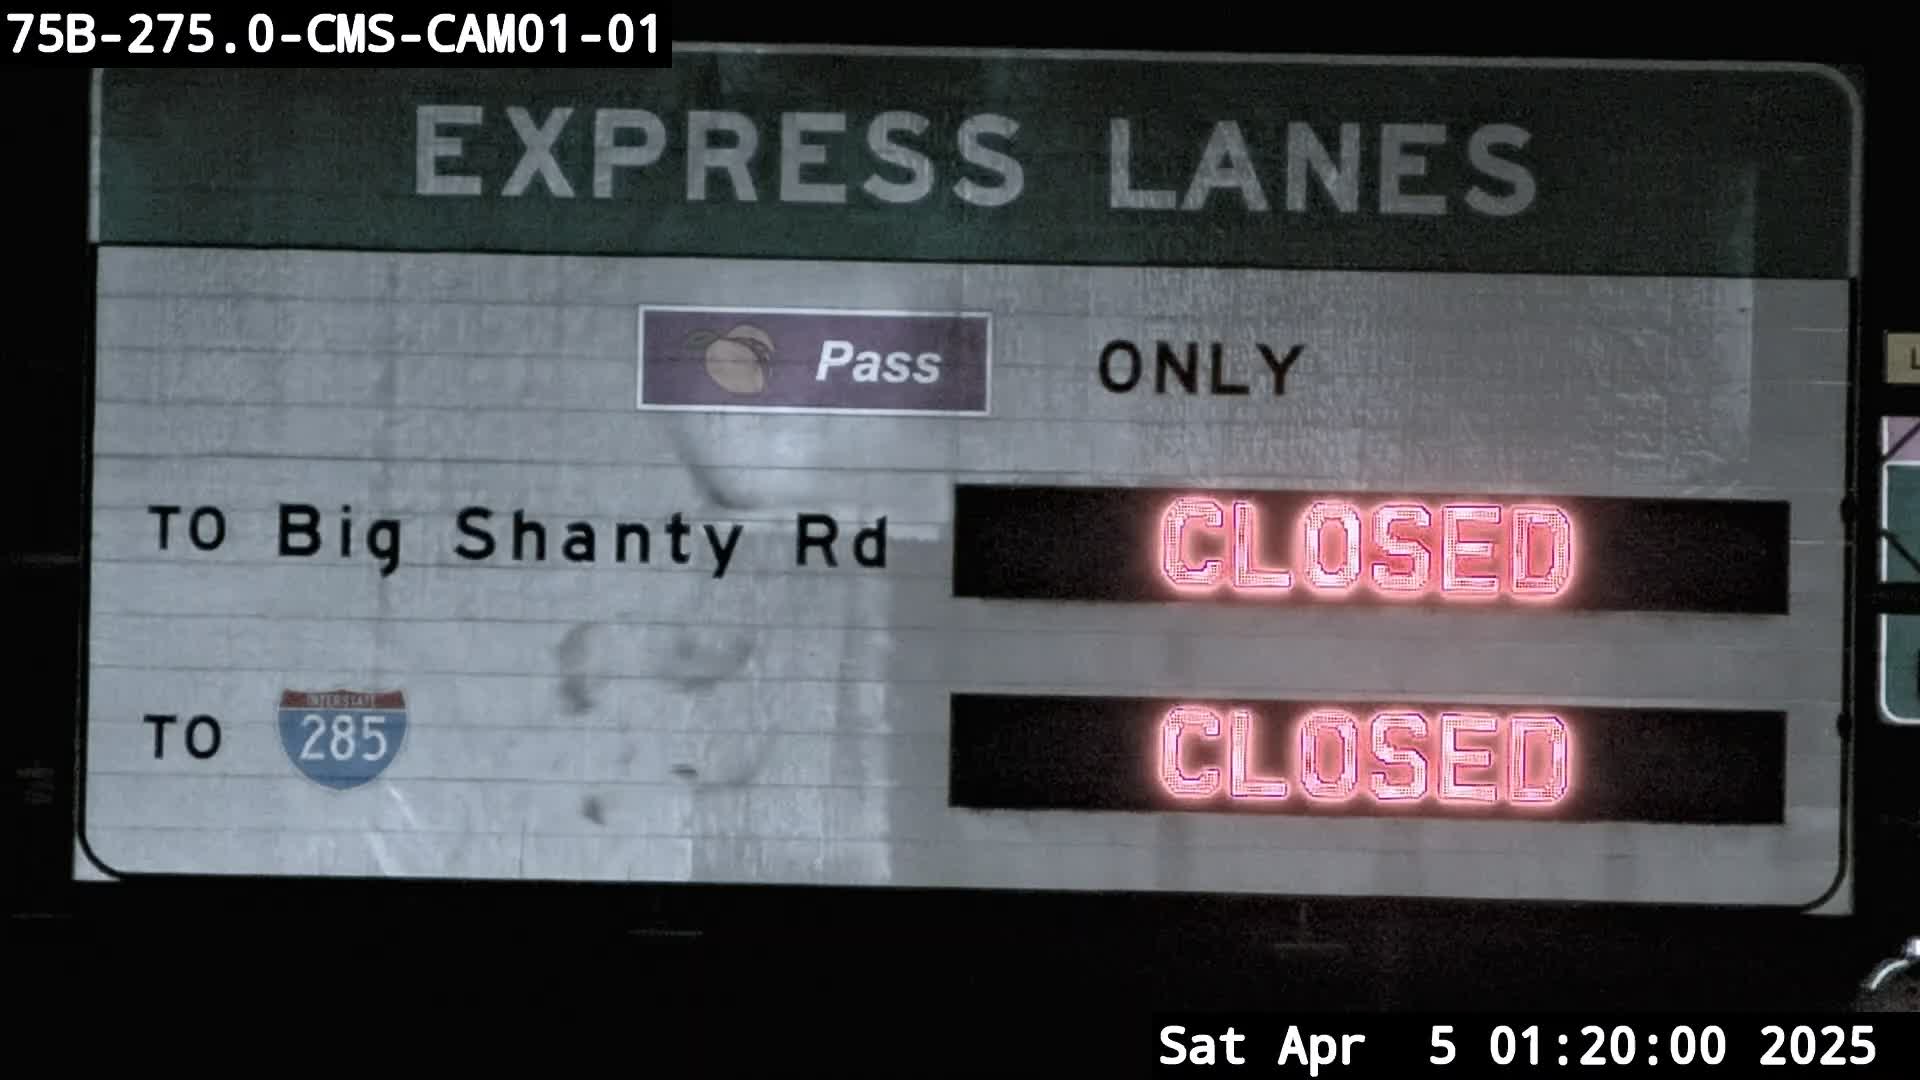 75B-275.0-CMS-CAM01-01
EXPRESS LANES
Pass ONLY
TO Big Shanty Rd CLOSED
TO INTERSTATE 285 CLOSED
Sat Apr 5 01:20:00 2025